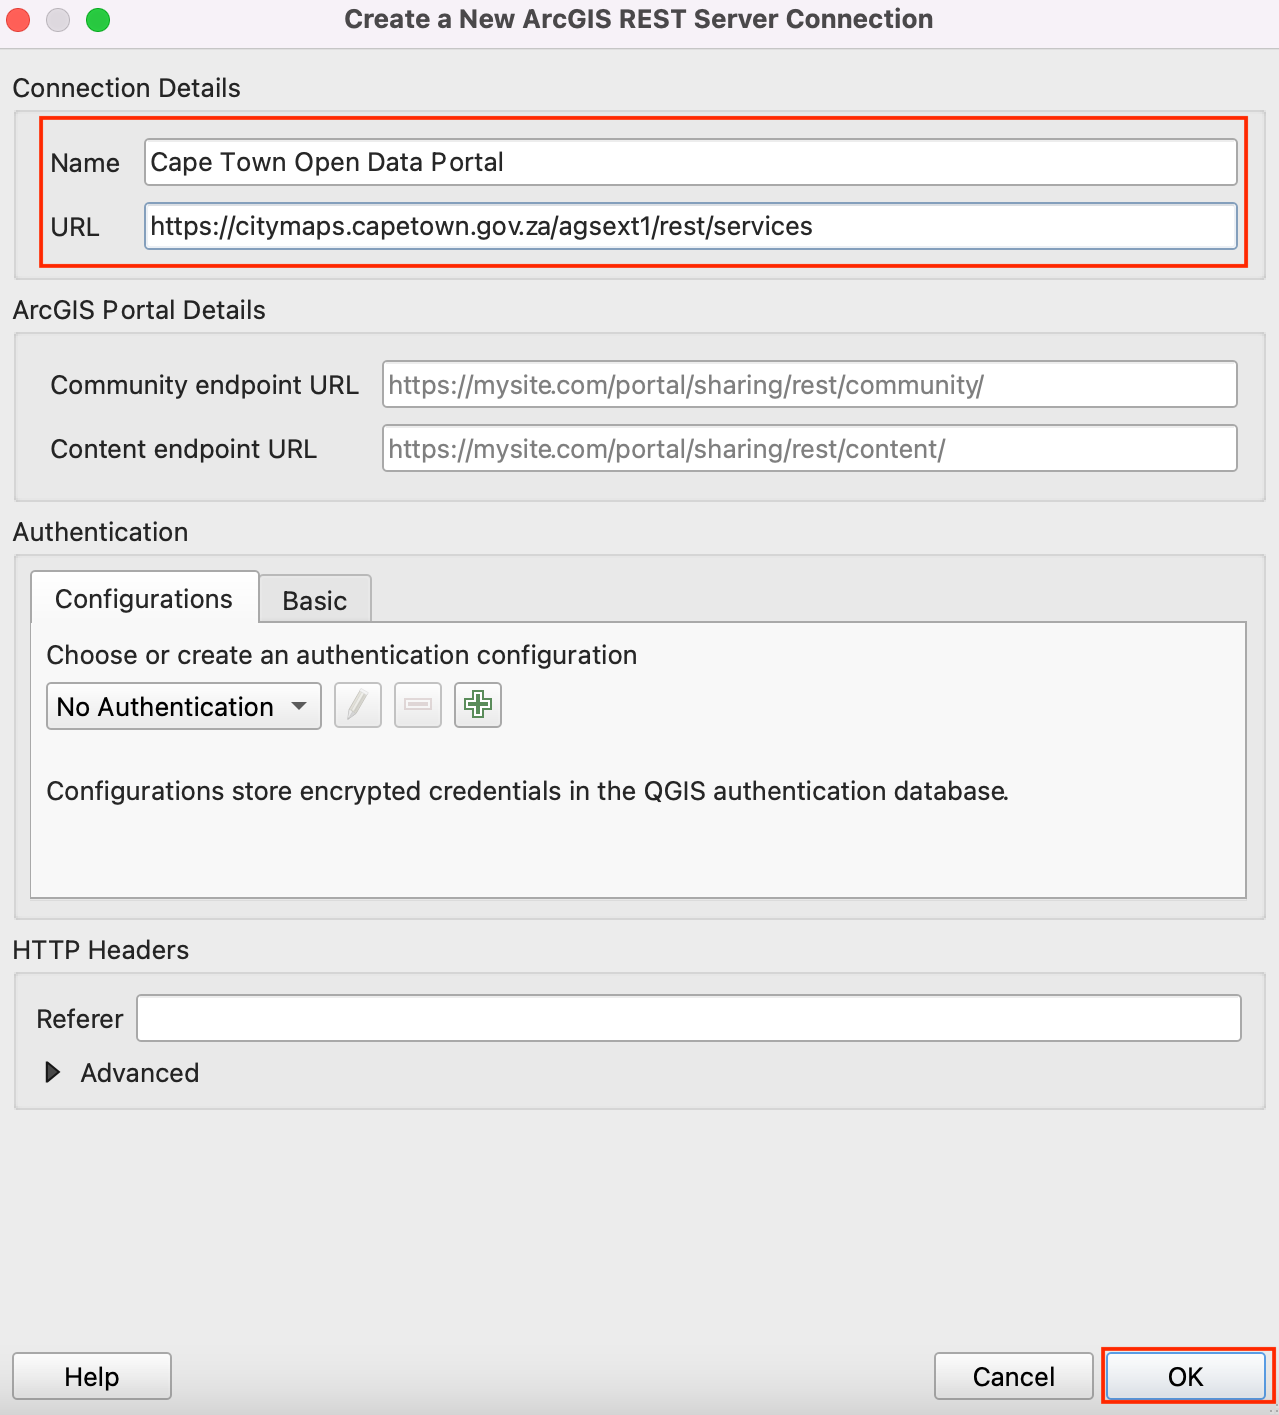 Create a New ArcGIS REST Server Connection
Connection Details
Name Cape Town Open Data Portal
URL https://citymaps.capetown.gov.za/agsext1/rest/services
ArcGIS Portal Details
Community endpoint URL https://mysite.com/portal/sharing/rest/community/
Content endpoint URL https://mysite.com/portal/sharing/rest/content/
Authentication
Configurations Basic
Choose or create an authentication configuration
No Authentication
Configurations store encrypted credentials in the QGIS authentication database.
HTTP Headers
Referer
Advanced
Help Cancel OK